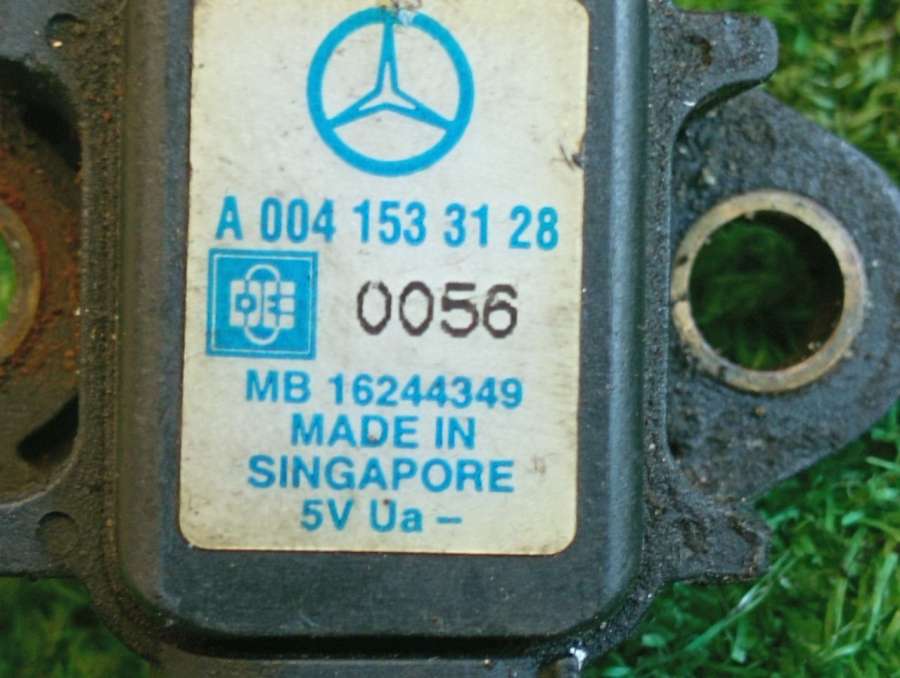 A 004 153 31 28
0056
MB 16244349
MADE IN
SINGAPORE
5V Ua –